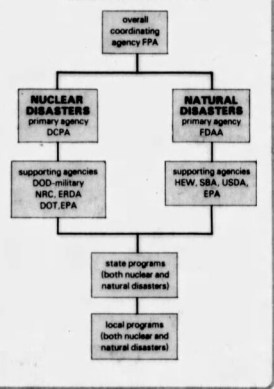 overall
coordinating
agency FPA
NUCLEAR
DISASTERS
primary agency
DCPA
NATURAL
DISASTERS
primary agency
FDAA
supporting agencies
DOD-military
NRC, ERDA
DOT, EPA
supporting agencies
HEW, SBA, USDA,
EPA
state programs
(both nuclear and
natural disasters)
local programs
(both nuclear and
natural disasters)